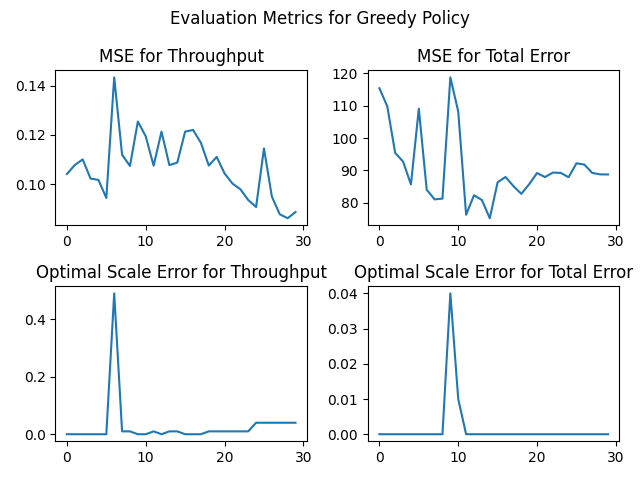 Evaluation Metrics for Greedy Policy
MSE for Throughput
0.14
0.12
0.10
0 10 20 30
MSE for Total Error
120
110
100
90
80
0 10 20 30
Optimal Scale Error for Throughput
0.4
0.2
0.0
0 10 20 30
Optimal Scale Error for Total Error
0.04
0.03
0.02
0.01
0.00
0 10 20 30